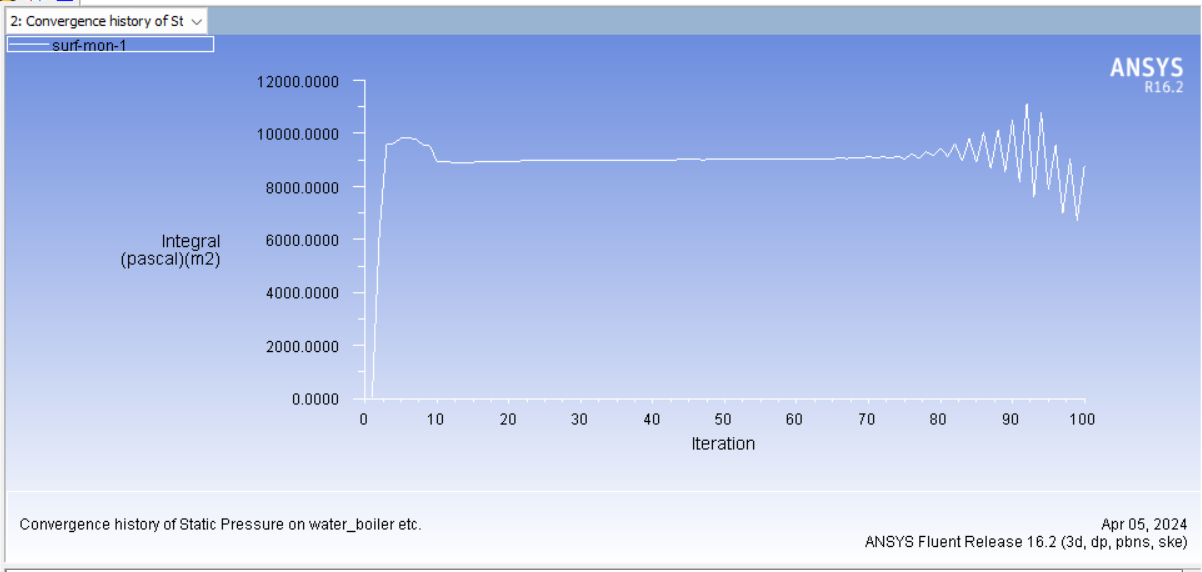 2: Convergence history of St
surf-mon-1
ANSYS
R16.2
12000.0000
10000.0000
8000.0000
6000.0000
4000.0000
2000.0000
0.0000
Integral
(pascal)(m2)
0 10 20 30 40 50 60 70 80 90 100
Iteration
Convergence history of Static Pressure on water_boiler etc.
Apr 05, 2024
ANSYS Fluent Release 16.2 (3d, dp, pbns, ske)